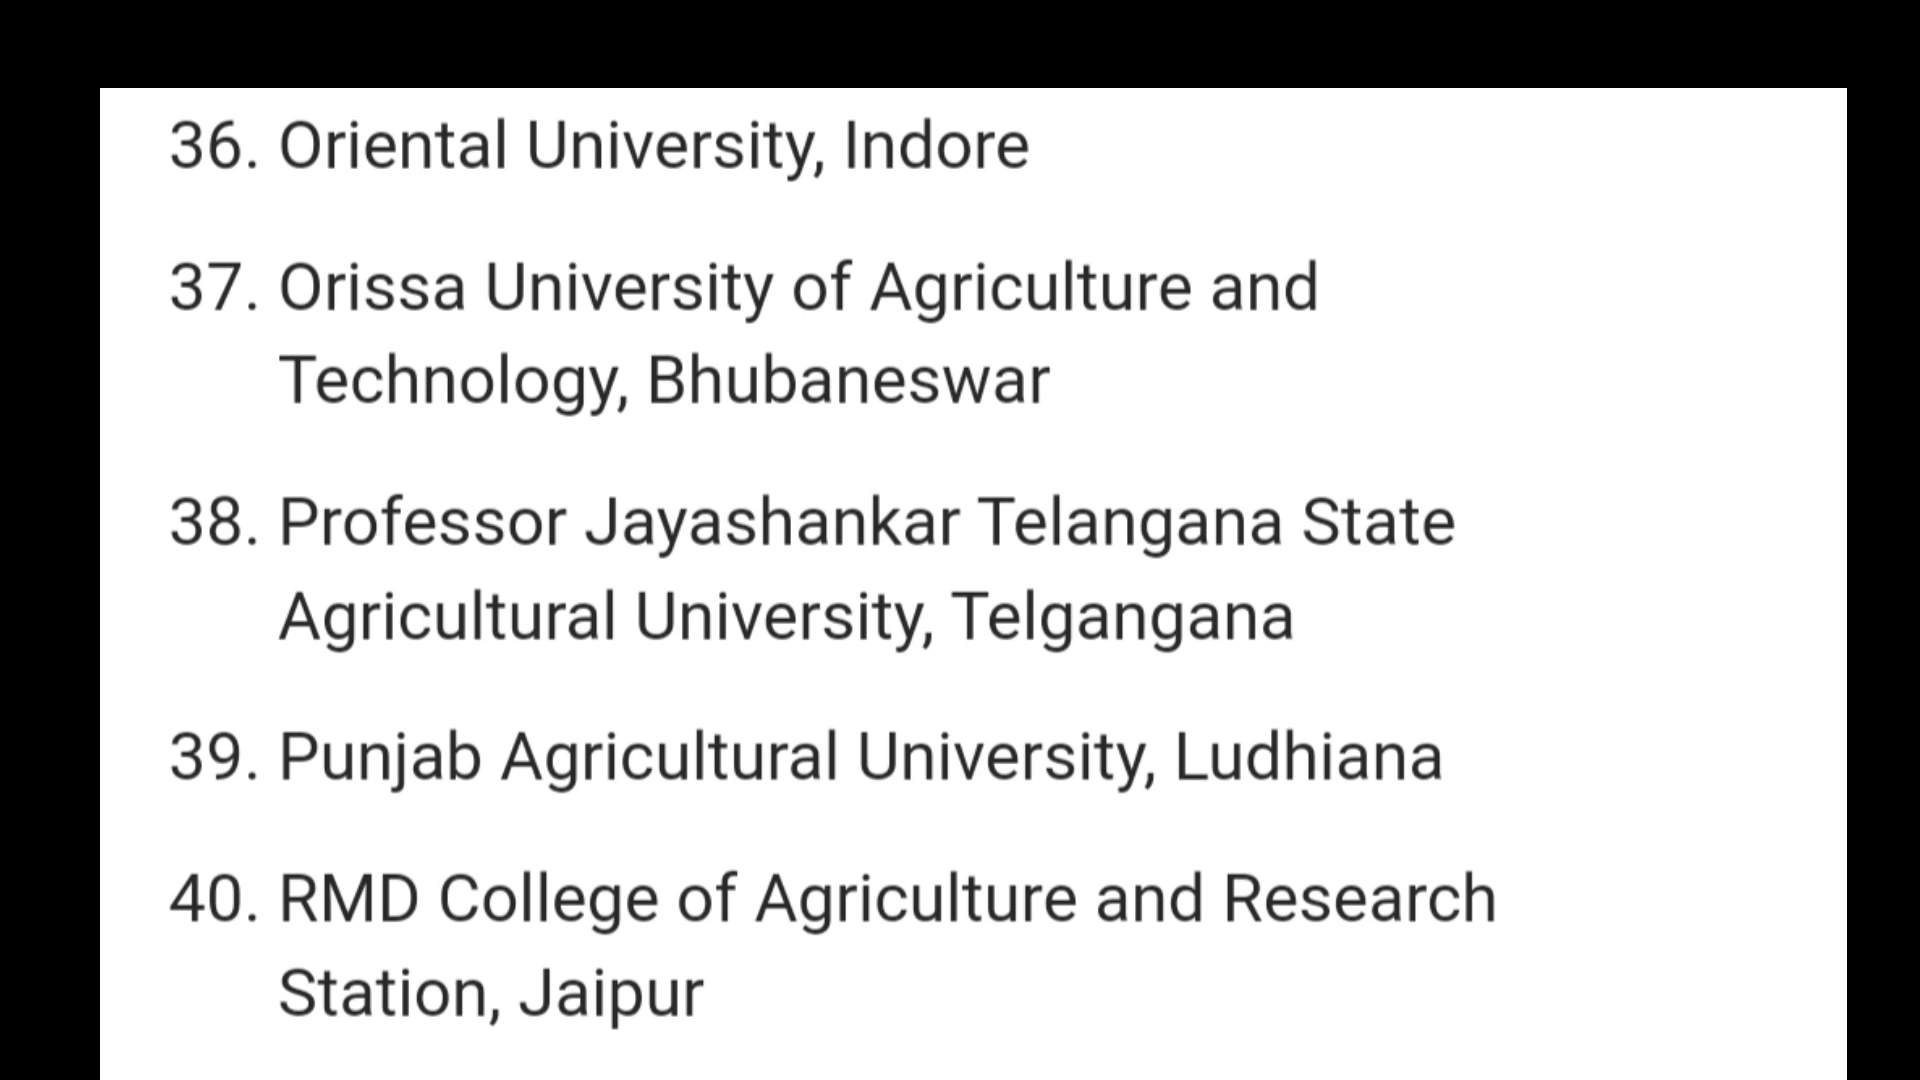 36. Oriental University, Indore
37. Orissa University of Agriculture and
Technology, Bhubaneswar
38. Professor Jayashankar Telangana State
Agricultural University, Telgangana
39. Punjab Agricultural University, Ludhiana
40. RMD College of Agriculture and Research
Station, Jaipur